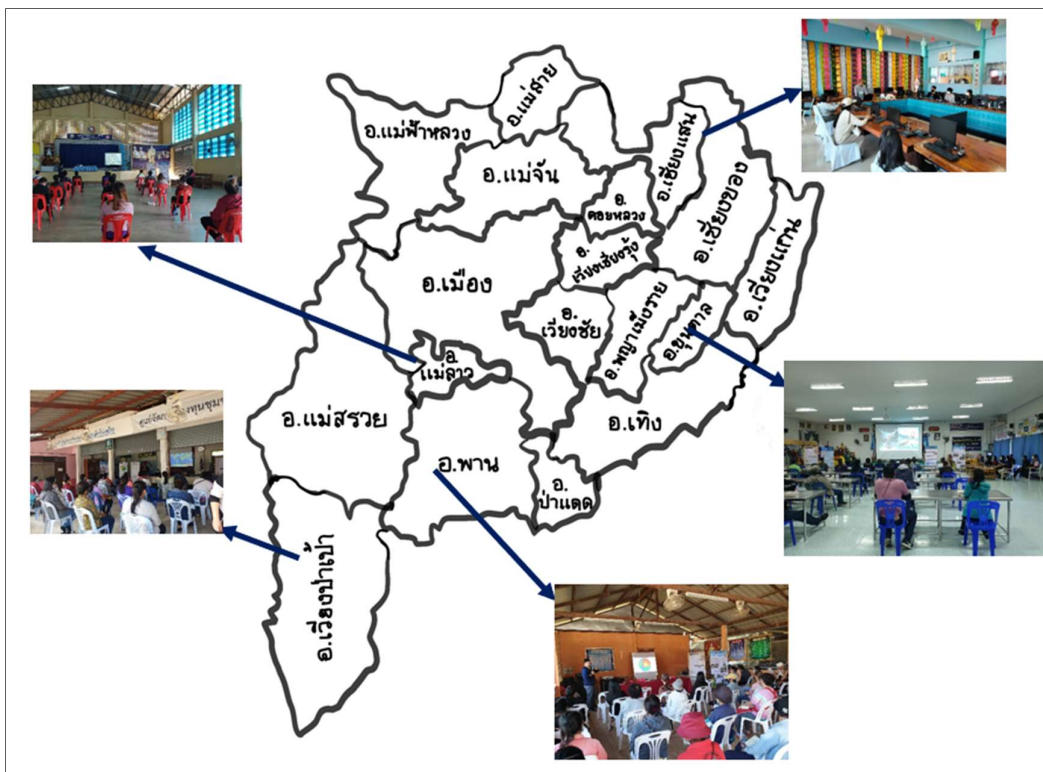 อ.แม่สาย
อ.แม่ฟ้าหลวง
อ.แม่จัน
อ.เชียงแสน
อ.
ดอยหลวง
อ.เชียงของ
อ.เวียงแก่น
อ.
เวียงเชียงรุ้ง
อ.เมือง
อ.
เวียงชัย
อ.พญาเม็งราย
อ.ขุนตาล
อ.
แม่ลาว
อ.แม่สรวย
อ.เทิง
อ.พาน
อ.
ป่าแดด
อ.เวียงป่าเป้า